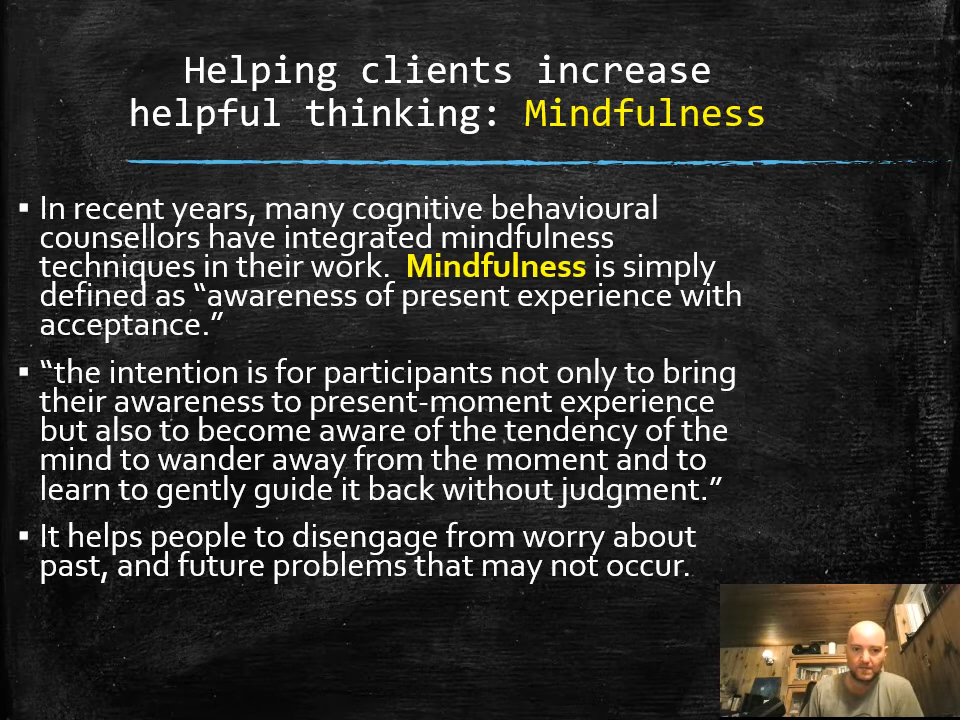 Helping clients increase
helpful thinking: Mindfulness
▪ In recent years, many cognitive behavioural
counsellors have integrated mindfulness
techniques in their work.  Mindfulness is simply
defined as “awareness of present experience with
acceptance.”
▪ “the intention is for participants not only to bring
their awareness to present-moment experience
but also to become aware of the tendency of the
mind to wander away from the moment and to
learn to gently guide it back without judgment.”
▪ It helps people to disengage from worry about
past, and future problems that may not occur.